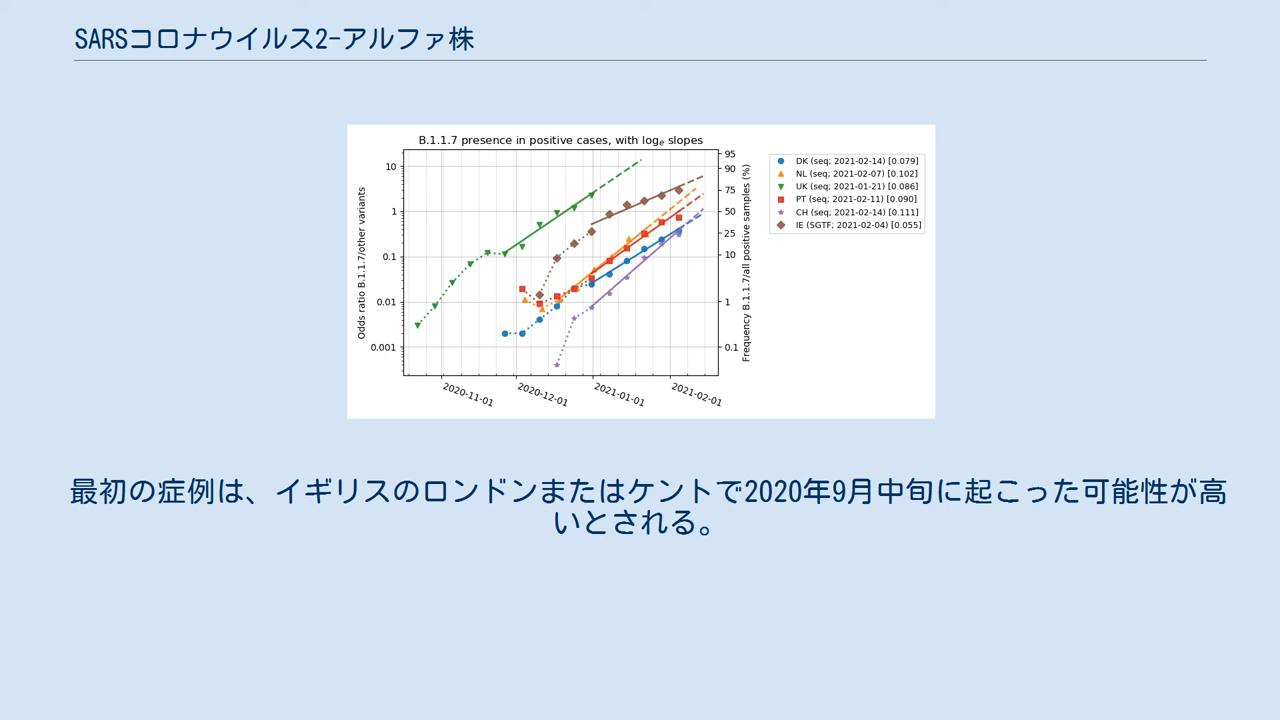 SARSコロナウイルス2-アルファ株
B.1.1.7 presence in positive cases, with logₑ slopes
Odds ratio B.1.1.7/other variants
10
1
0.1
0.01
0.001
95
90
75
50
25
10
1
0.1
Frequency B.1.1.7/all positive samples (%)
2020-11-01
2020-12-01
2021-01-01
2021-02-01
DK (seq; 2021-02-14) [0.079]
NL (seq; 2021-02-07) [0.102]
UK (seq; 2021-01-21) [0.086]
PT (seq; 2021-02-11) [0.090]
CH (seq; 2021-02-14) [0.111]
IE (SGTF; 2021-02-04) [0.055]
最初の症例は、イギリスのロンドンまたはケントで2020年9月中旬に起こった可能性が高
いとされる。